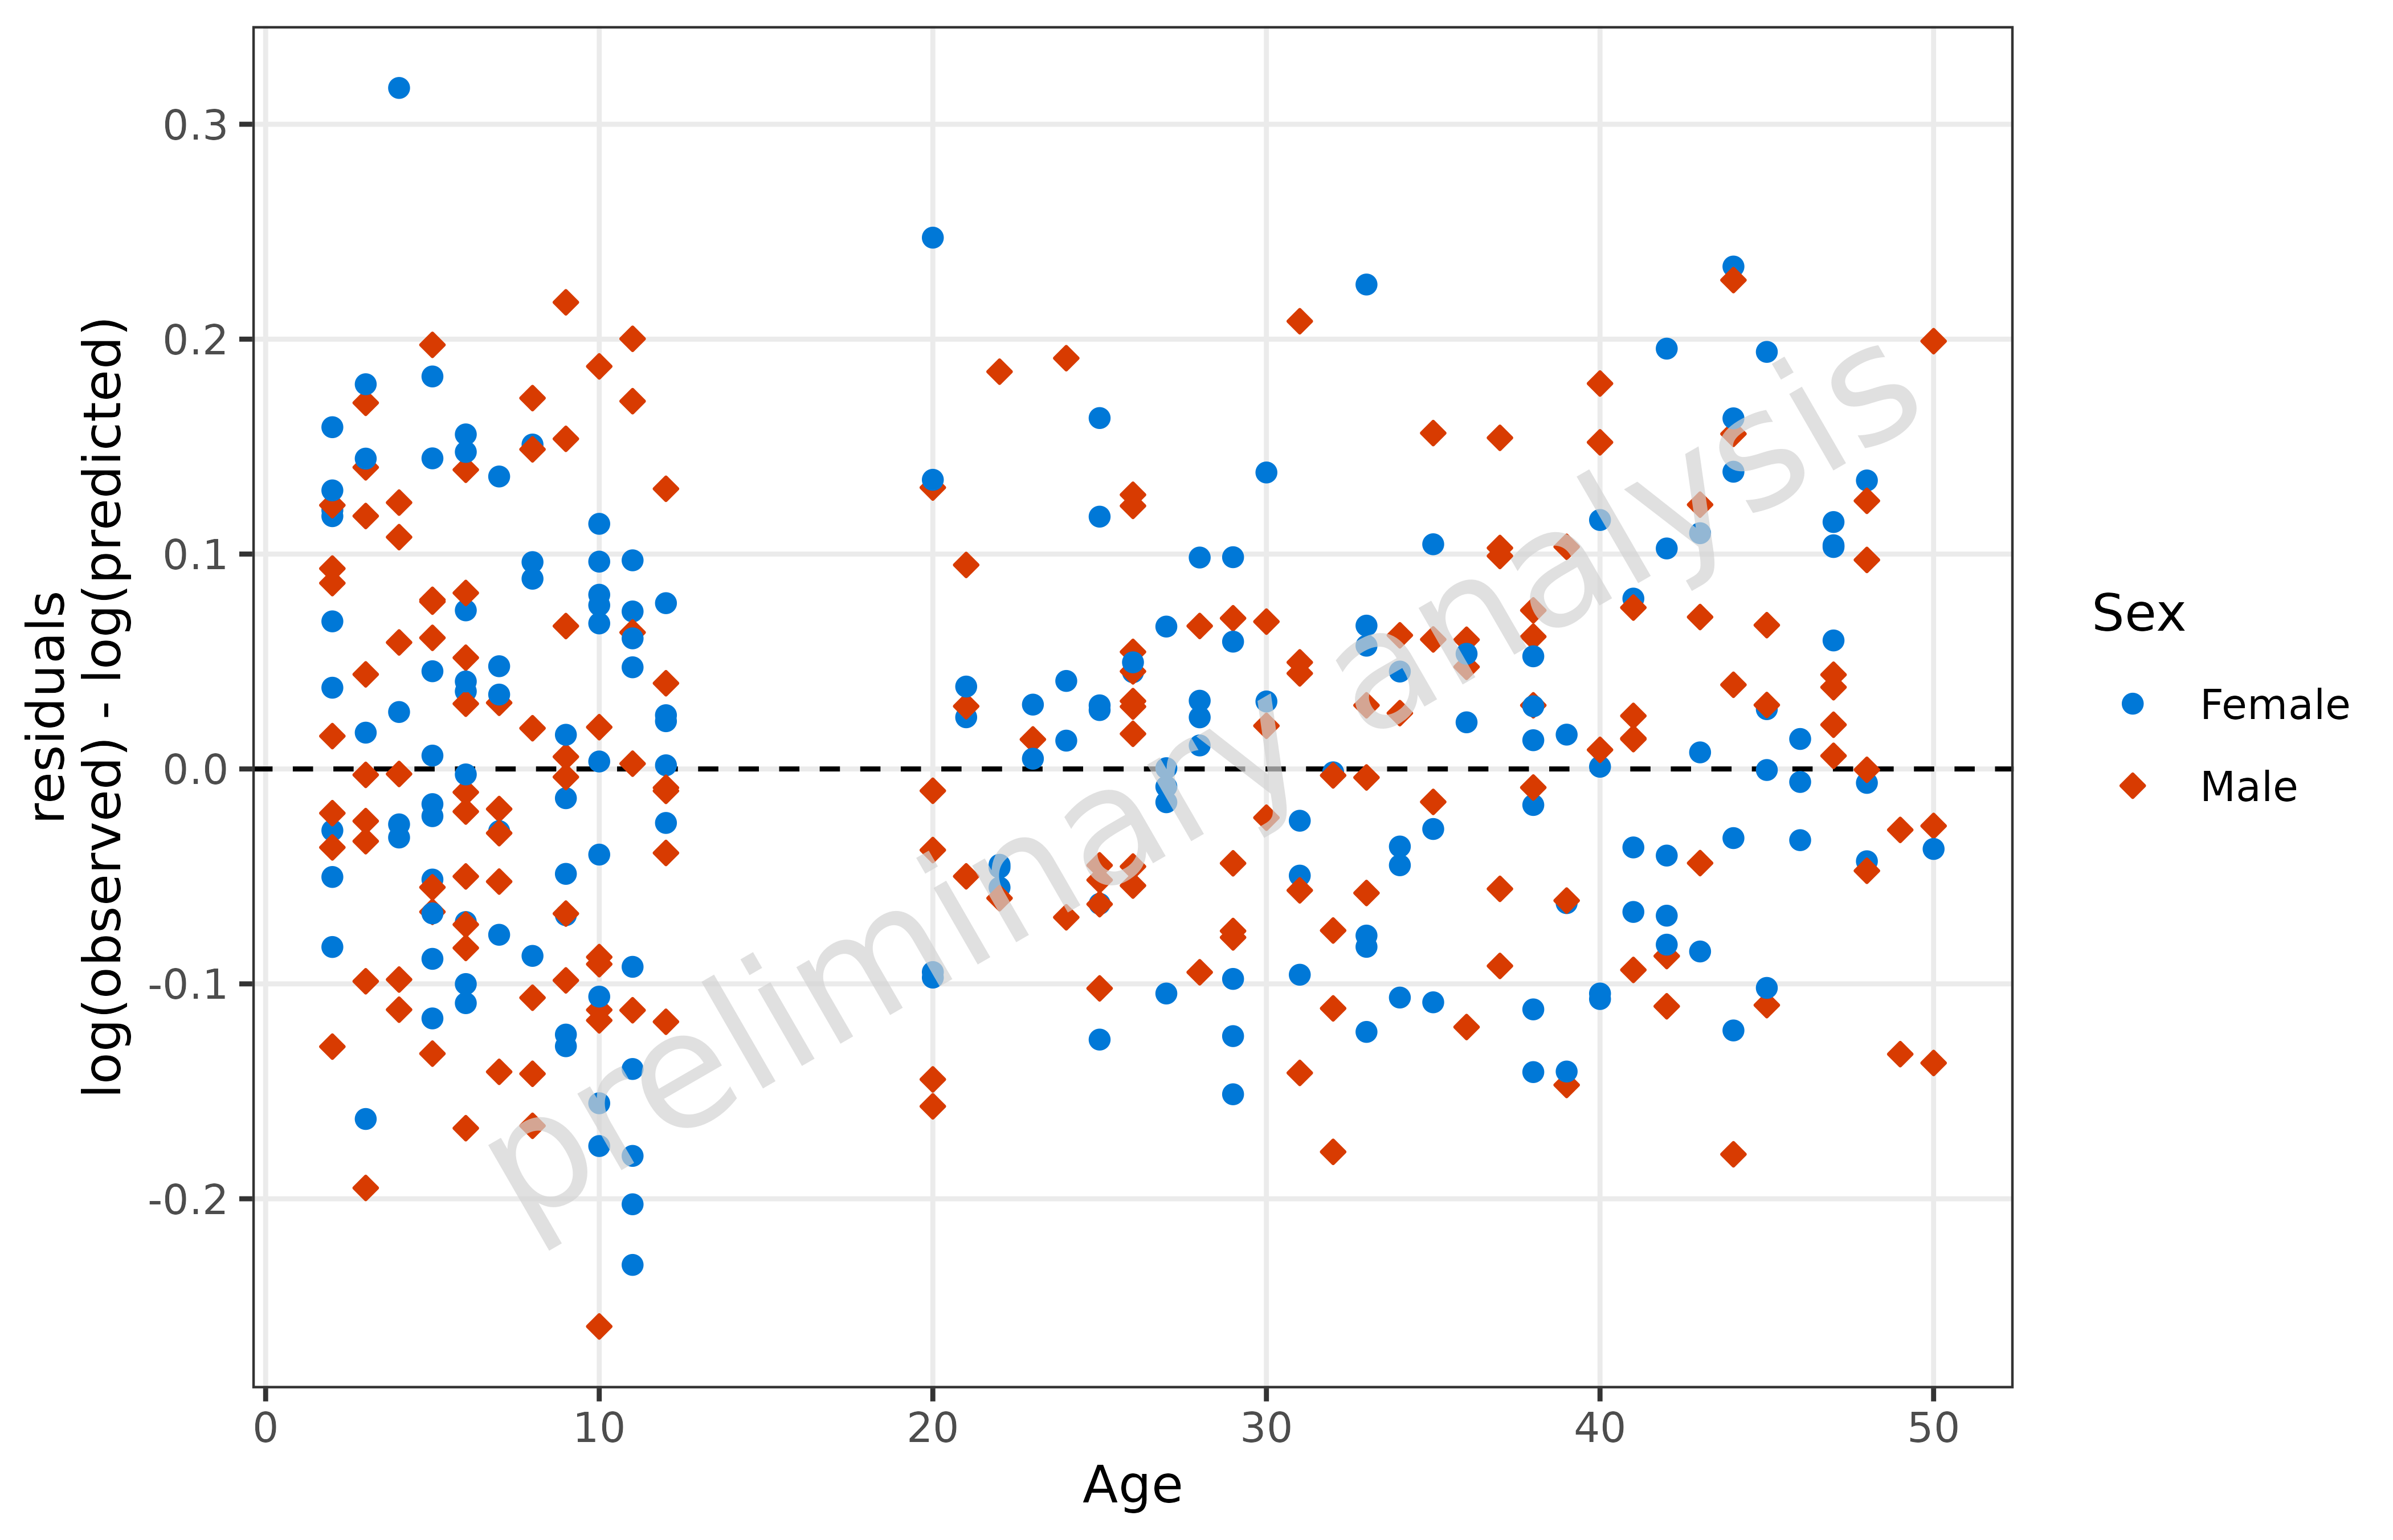 residuals
log(observed) - log(predicted)
0.3
0.2
0.1
0.0
-0.1
-0.2
0
10
20
30
40
50
Age
Sex
Female
Male
preliminary analysis